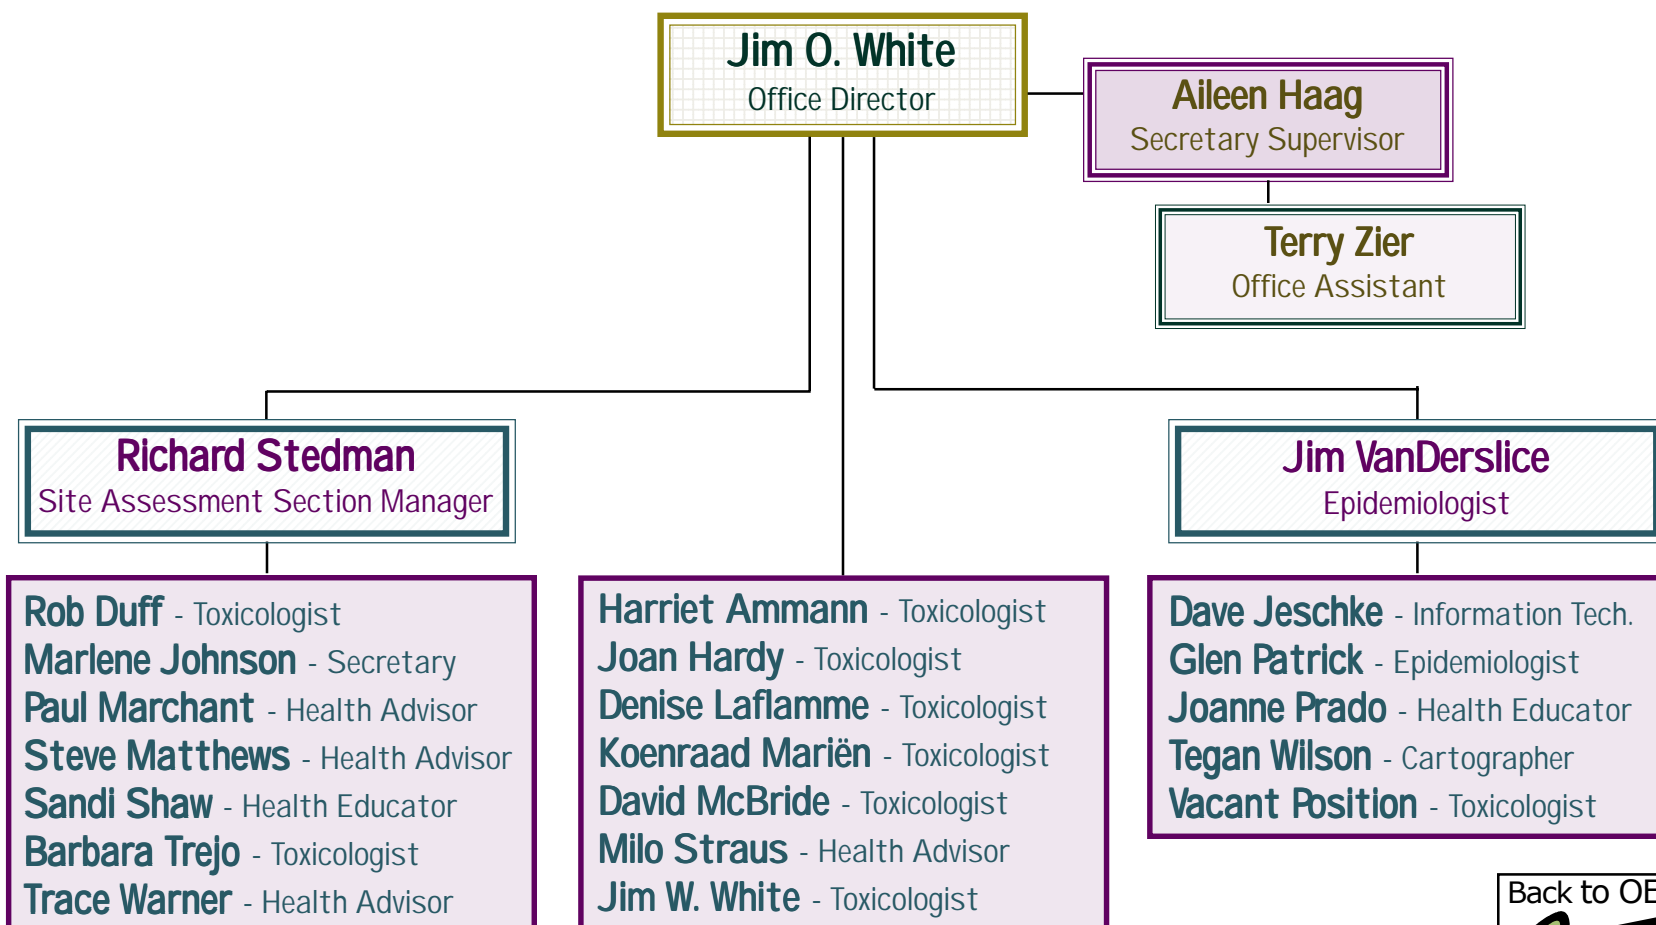 Jim O. White
Office Director
Aileen Haag
Secretary Supervisor
Terry Zier
Office Assistant
Richard Stedman
Site Assessment Section Manager
Jim VanDerslice
Epidemiologist
Rob Duff - Toxicologist
Marlene Johnson - Secretary
Paul Marchant - Health Advisor
Steve Matthews - Health Advisor
Sandi Shaw - Health Educator
Barbara Trejo - Toxicologist
Trace Warner - Health Advisor
Harriet Ammann - Toxicologist
Joan Hardy - Toxicologist
Denise Laflamme - Toxicologist
Koenraad Mariën - Toxicologist
David McBride - Toxicologist
Milo Straus - Health Advisor
Jim W. White - Toxicologist
Dave Jeschke - Information Tech.
Glen Patrick - Epidemiologist
Joanne Prado - Health Educator
Tegan Wilson - Cartographer
Vacant Position - Toxicologist
Back to